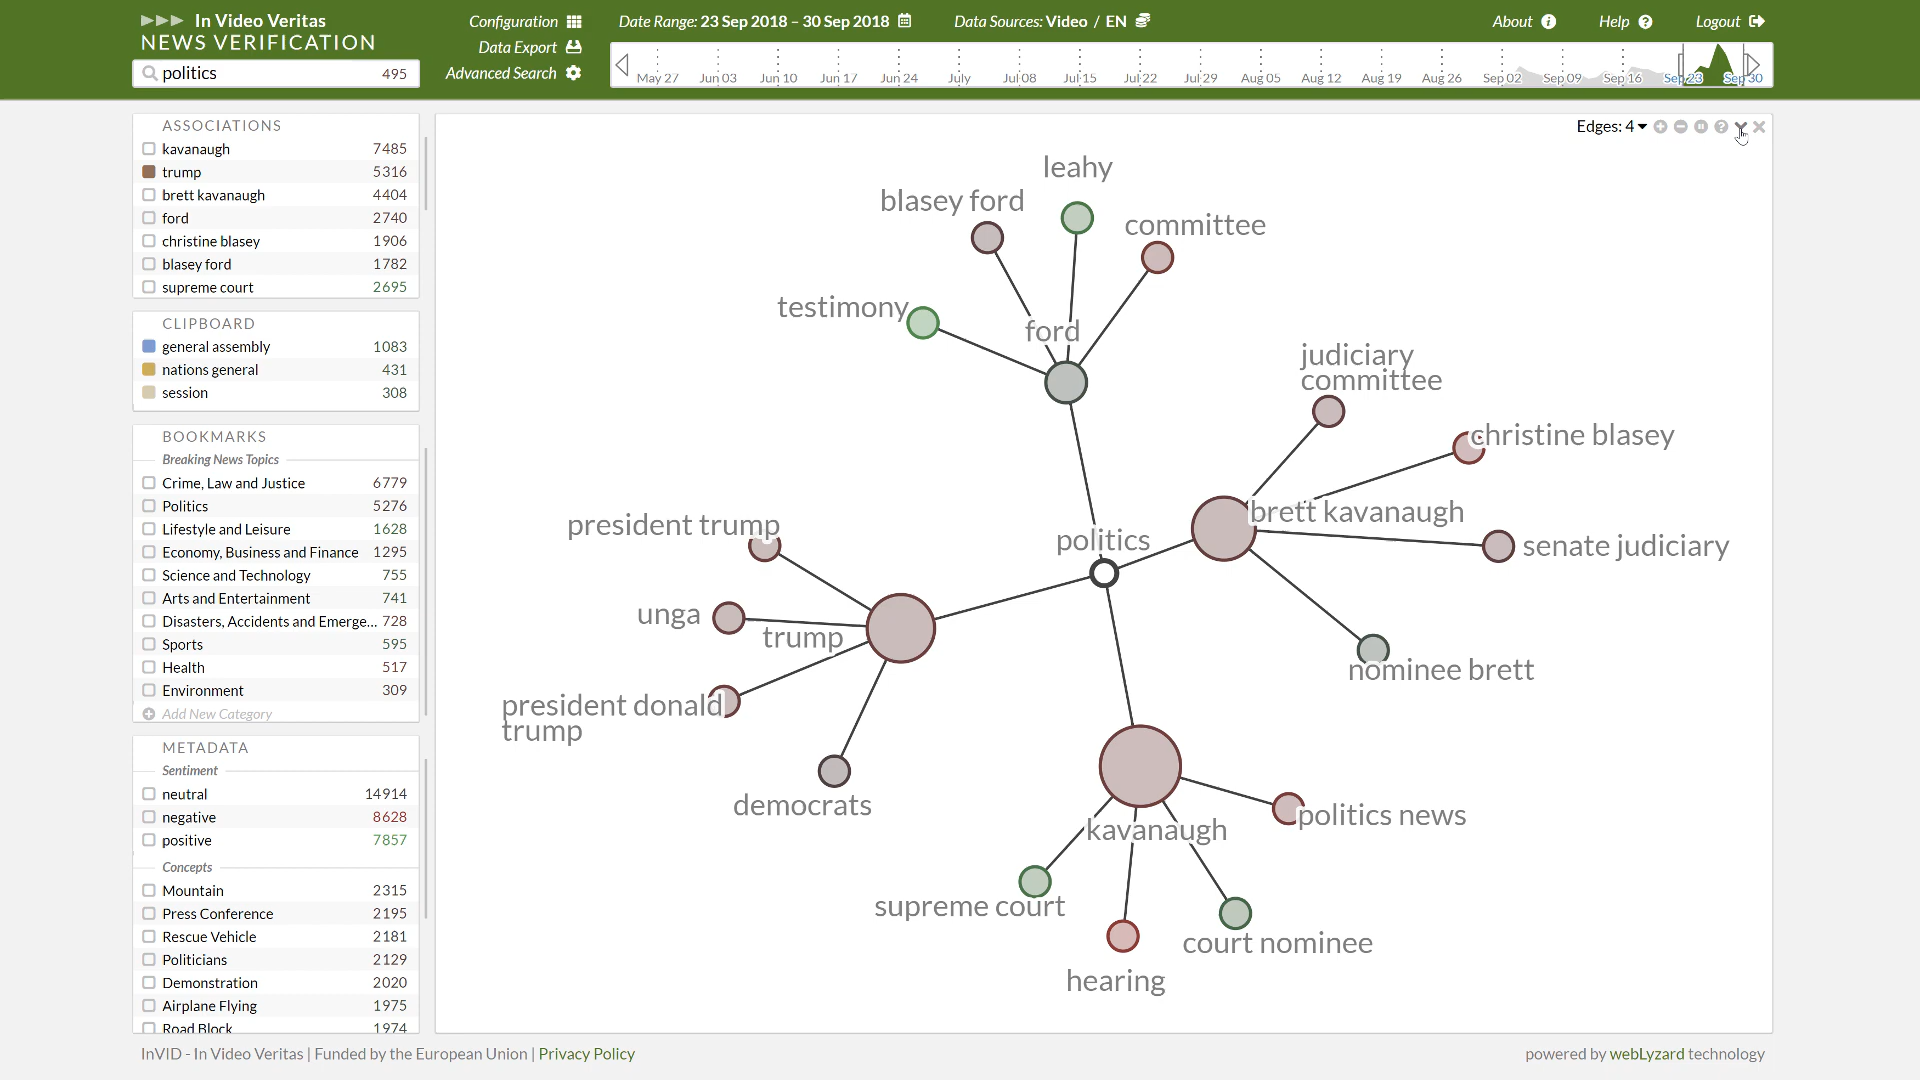 In Video Veritas
NEWS VERIFICATION
politics 495
Configuration
Data Export
Advanced Search
Date Range: 23 Sep 2018 – 30 Sep 2018
Data Sources: Video / EN
About
Help
Logout
May 27 Jun 03 Jun 10 Jun 17 Jun 24 July Jul 08 Jul 15 Jul 22 Jul 29 Aug 05 Aug 12 Aug 19 Aug 26 Sep 02 Sep 09 Sep 16 Sep 23 Sep 30
ASSOCIATIONS
kavanaugh 7485
trump 5316
brett kavanaugh 4404
ford 2740
christine blasey 1906
blasey ford 1782
supreme court 2695
CLIPBOARD
general assembly 1083
nations general 431
session 308
BOOKMARKS
Breaking News Topics
Crime, Law and Justice 6779
Politics 5276
Lifestyle and Leisure 1628
Economy, Business and Finance 1295
Science and Technology 755
Arts and Entertainment 741
Disasters, Accidents and Emerge... 728
Sports 595
Health 517
Environment 309
Add New Category
METADATA
Sentiment
neutral 14914
negative 8628
positive 7857
Concepts
Mountain 2315
Press Conference 2195
Rescue Vehicle 2181
Politicians 2129
Demonstration 2020
Airplane Flying 1975
Road Block 1974
Edges: 4
leahy
blasey ford
committee
testimony
ford
judiciary
committee
christine blasey
brett kavanaugh
president trump
politics
senate judiciary
unga
trump
nominee brett
president donald
trump
democrats
politics news
kavanaugh
supreme court
court nominee
hearing
InVID - In Video Veritas | Funded by the European Union | Privacy Policy
powered by webLyzard technology